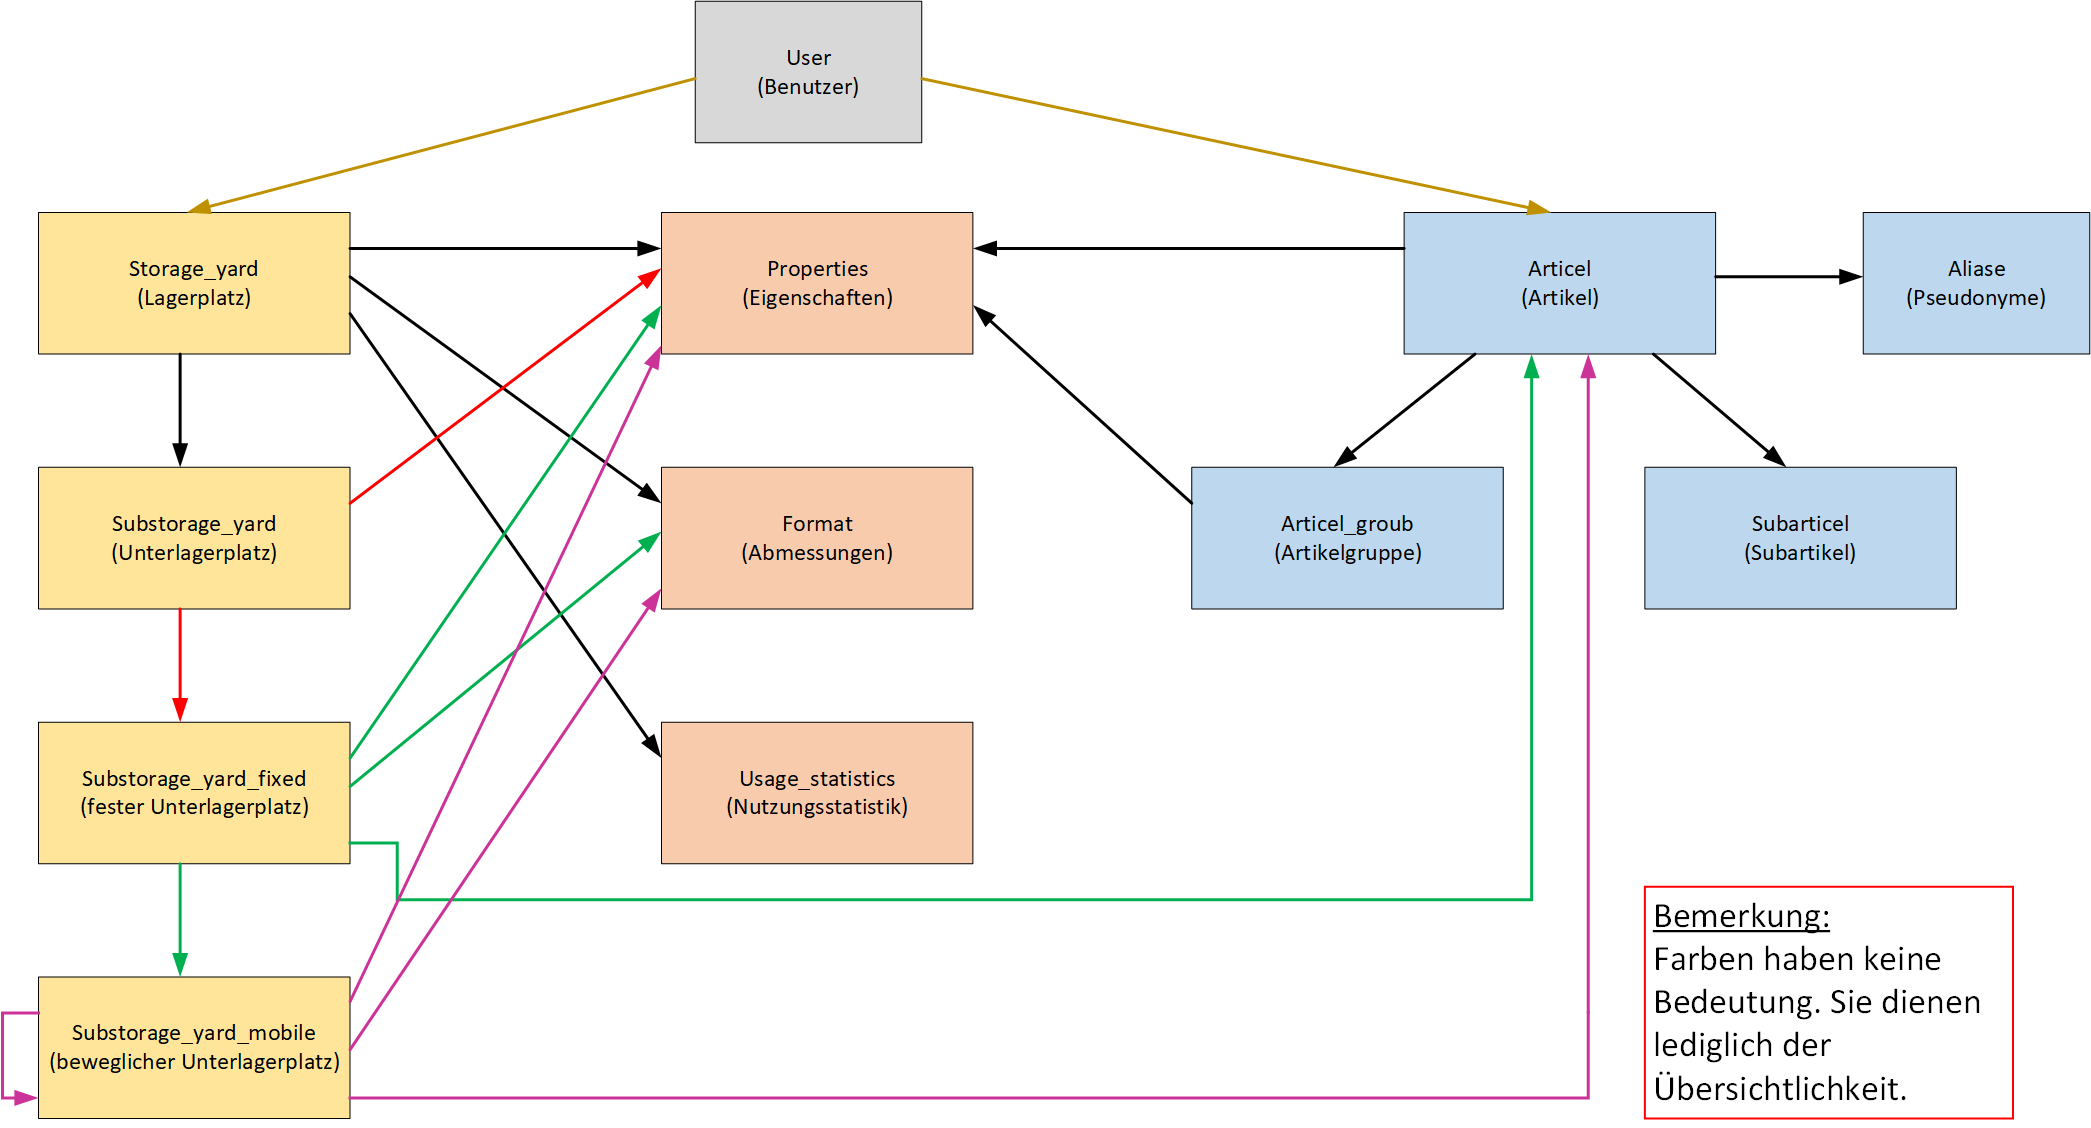 User
(Benutzer)
Storage_yard
(Lagerplatz)
Properties
(Eigenschaften)
Articel
(Artikel)
Aliase
(Pseudonyme)
Substorage_yard
(Unterlagerplatz)
Format
(Abmessungen)
Articel_groub
(Artikelgruppe)
Subarticel
(Subartikel)
Substorage_yard_fixed
(fester Unterlagerplatz)
Usage_statistics
(Nutzungsstatistik)
Substorage_yard_mobile
(beweglicher Unterlagerplatz)
Bemerkung:
Farben haben keine
Bedeutung. Sie dienen
lediglich der
Übersichtlichkeit.